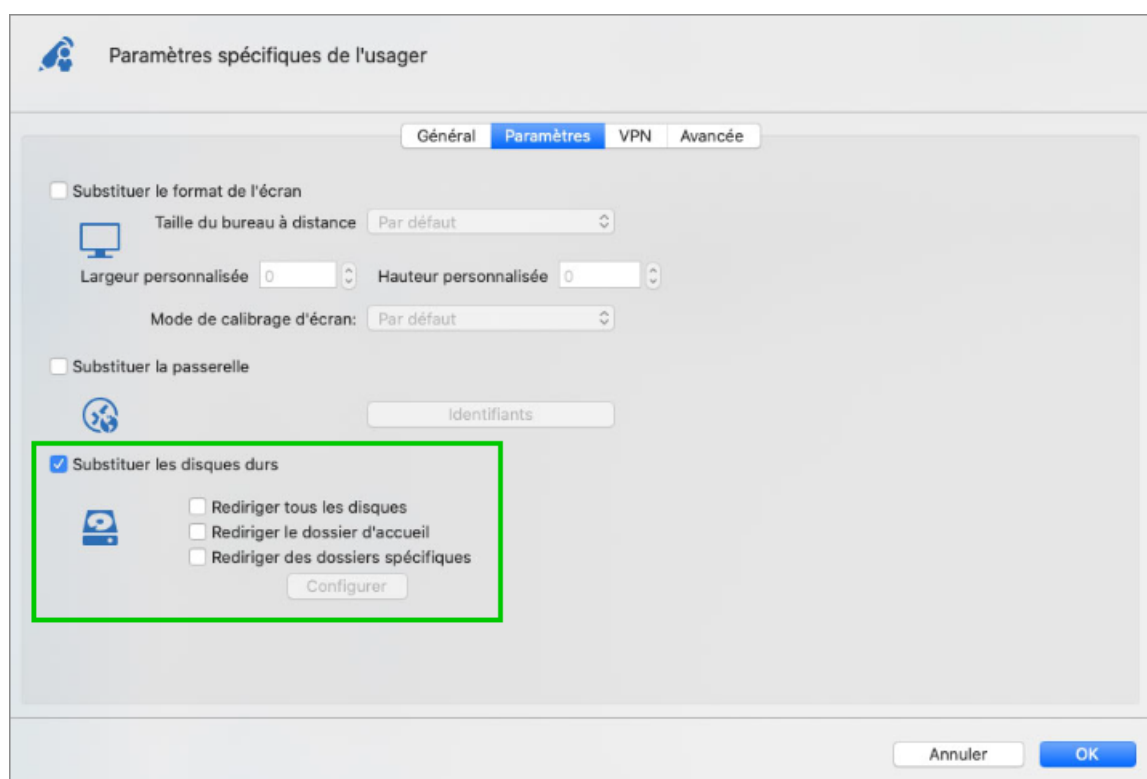 Paramètres spécifiques de l'usager
Général Paramètres VPN Avancée
Substituer le format de l'écran
Taille du bureau à distance Par défaut
Largeur personnalisée 0 Hauteur personnalisée 0
Mode de calibrage d'écran: Par défaut
Substituer la passerelle
Identifiants
Substituer les disques durs
Rediriger tous les disques
Rediriger le dossier d'accueil
Rediriger des dossiers spécifiques
Configurer
Annuler OK